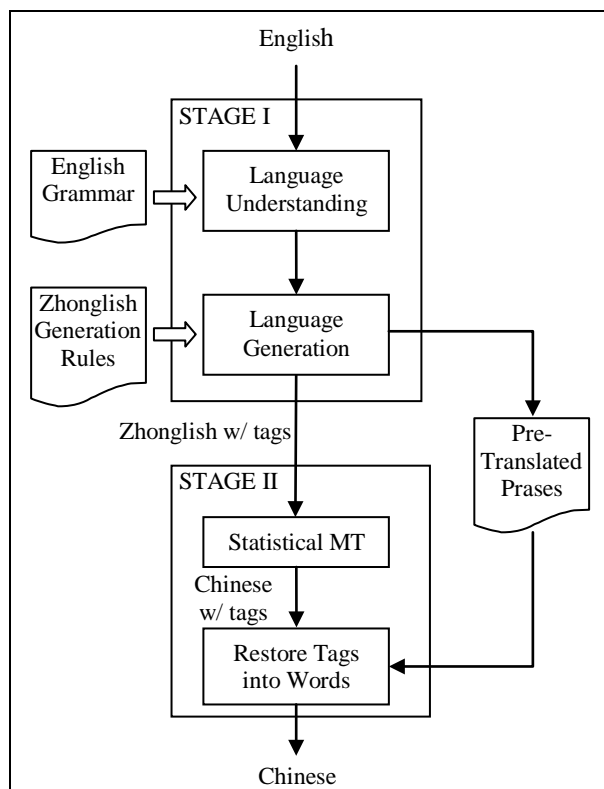 English
STAGE I
English
Grammar
Language
Understanding
Zhonglish
Generation
Rules
Language
Generation
Zhonglish w/ tags
Pre-
Translated
Prases
STAGE II
Statistical MT
Chinese
w/ tags
Restore Tags
into Words
Chinese